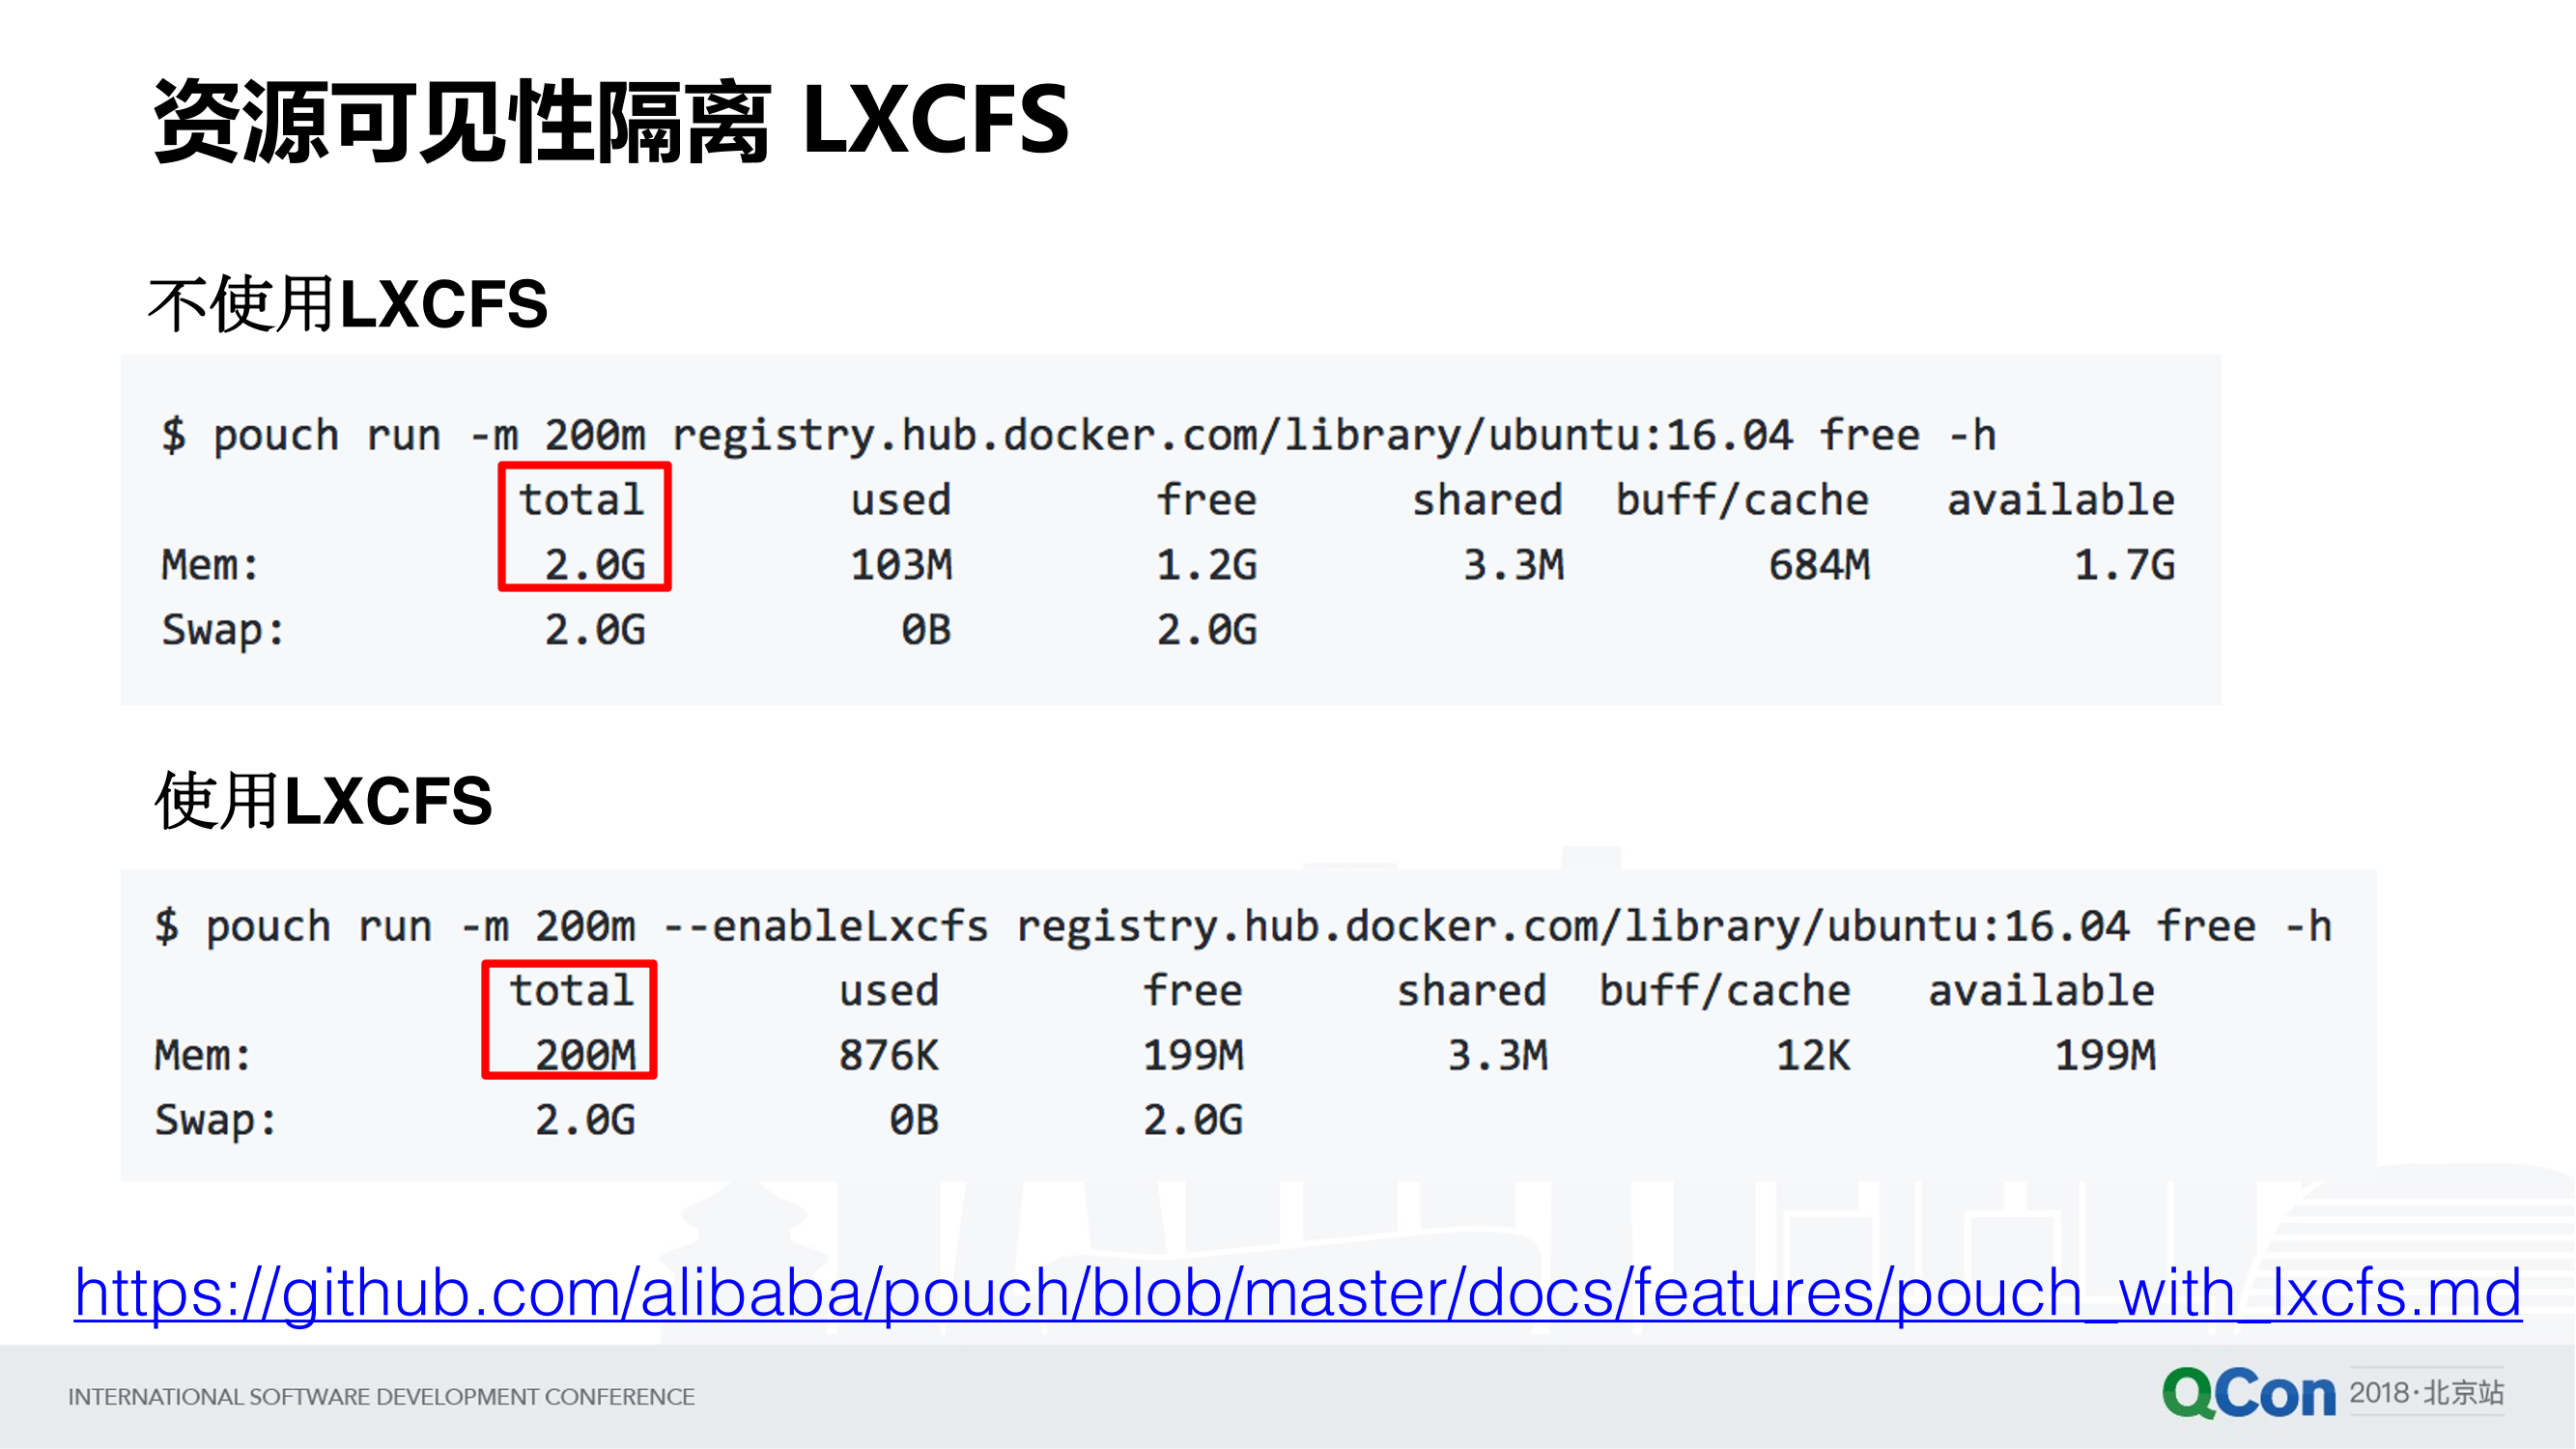 资源可见性隔离 LXCFS
不使用LXCFS
$ pouch run -m 200m registry.hub.docker.com/library/ubuntu:16.04 free -h
total used free shared buff/cache available
Mem: 2.0G 103M 1.2G 3.3M 684M 1.7G
Swap: 2.0G 0B 2.0G
使用LXCFS
$ pouch run -m 200m --enableLxcfs registry.hub.docker.com/library/ubuntu:16.04 free -h
total used free shared buff/cache available
Mem: 200M 876K 199M 3.3M 12K 199M
Swap: 2.0G 0B 2.0G
https://github.com/alibaba/pouch/blob/master/docs/features/pouch_with_lxcfs.md
INTERNATIONAL SOFTWARE DEVELOPMENT CONFERENCE
QCon 2018·北京站